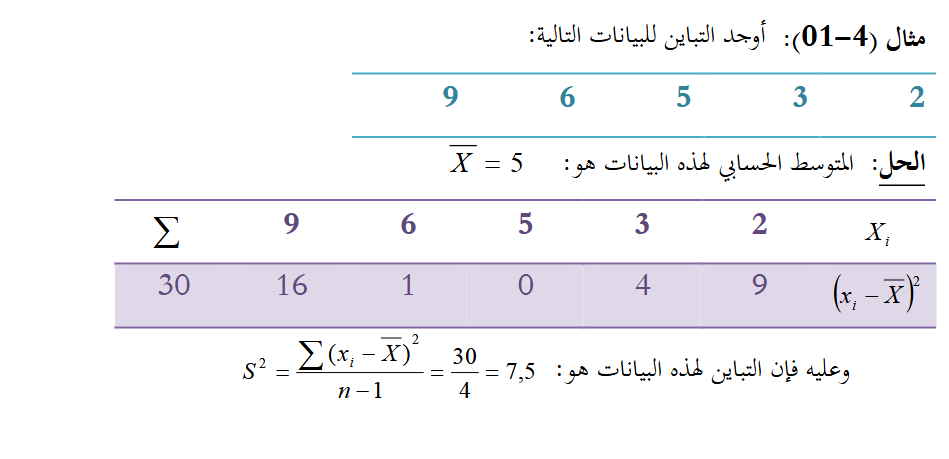 مثال (4-01): أوجد التباين للبيانات التالية:
2 3 5 6 9
الحل: المتوسط الحسابي لهذه البيانات هو: X̅ = 5
Xᵢ 2 3 5 6 9 ∑
(xᵢ − X̅)² 9 4 0 1 16 30
وعليه فإن التباين لهذه البيانات هو: S² = ∑(xᵢ − X̅)² / (n − 1) = 30/4 = 7,5